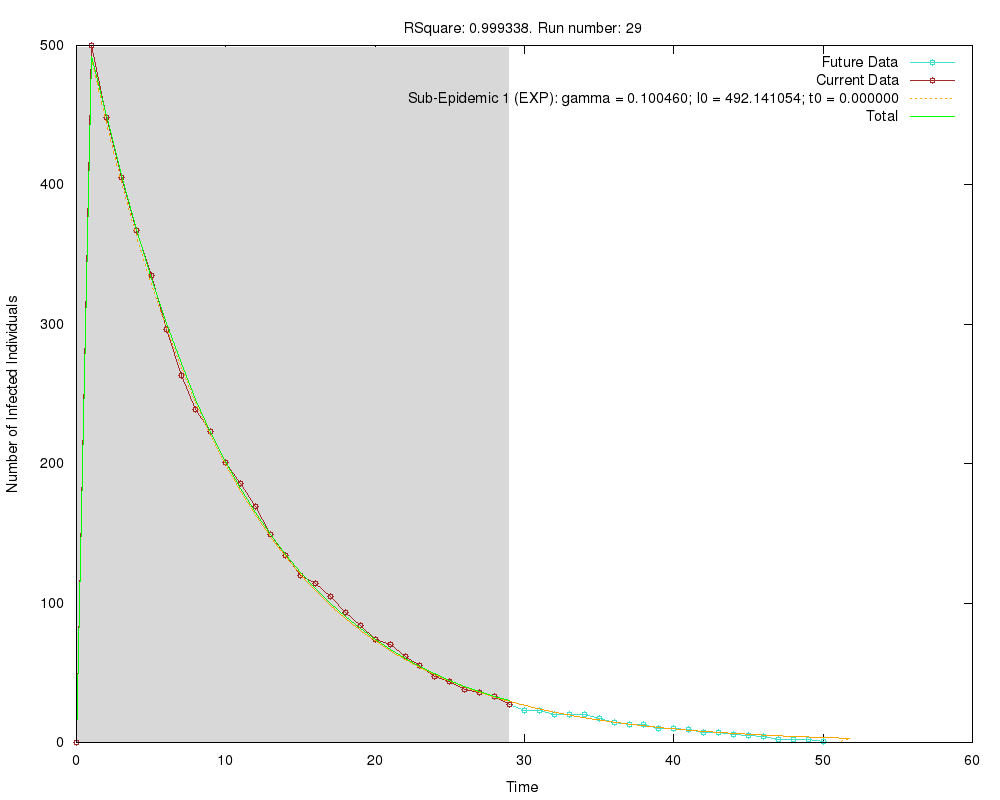 RSquare: 0.999338. Run number: 29
Future Data
Current Data
Sub-Epidemic 1 (EXP): gamma = 0.100460; I0 = 492.141054; t0 = 0.000000
Total
500
400
300
200
100
0
Number of Infected Individuals
0 10 20 30 40 50 60
Time